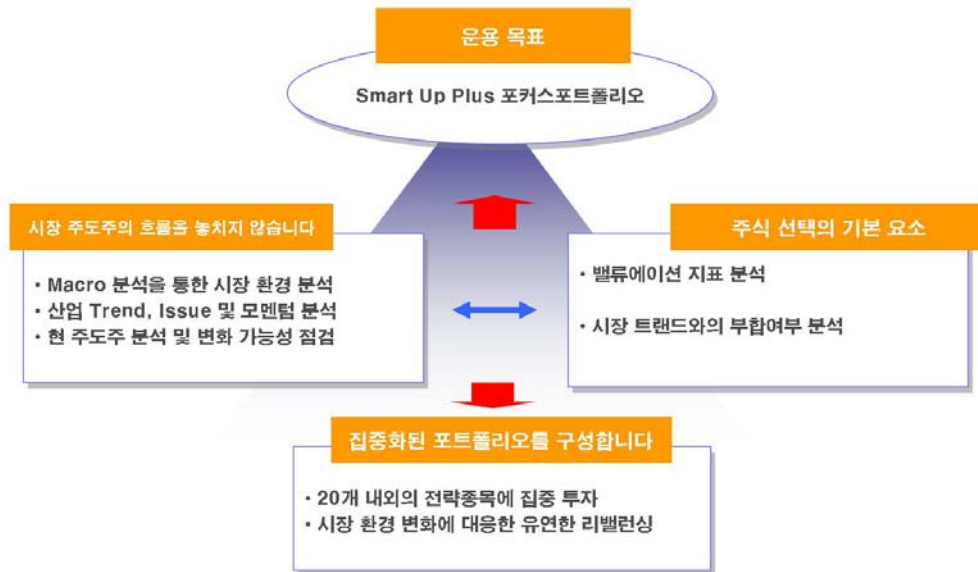 운용 목표
Smart Up Plus 포커스포트폴리오
시장 주도주의 흐름을 놓치지 않습니다
• Macro 분석을 통한 시장 환경 분석
• 산업 Trend, Issue 및 모멘텀 분석
• 현 주도주 분석 및 변화 가능성 점검
주식 선택의 기본 요소
• 밸류에이션 지표 분석
• 시장 트랜드와의 부합여부 분석
집중화된 포트폴리오를 구성합니다
• 20개 내외의 전략종목에 집중 투자
• 시장 환경 변화에 대응한 유연한 리밸런싱